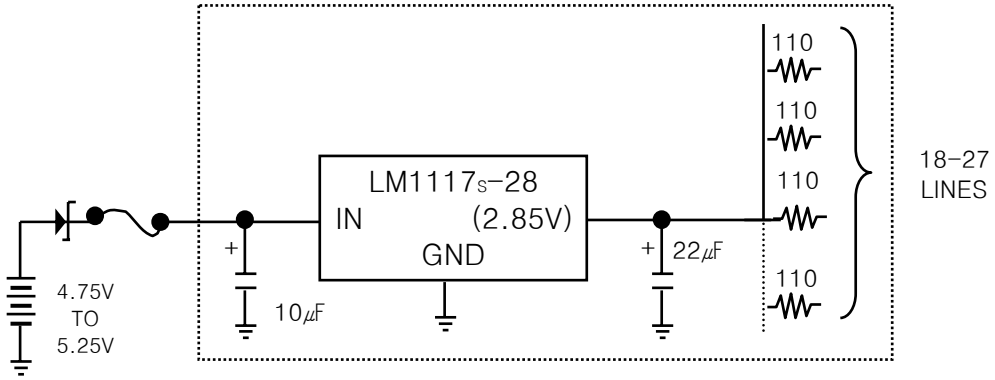 110
110
110
110
18-27
LINES
LM1117S-28
IN
(2.85V)
GND
+
10μF
+
22μF
4.75V
TO
5.25V